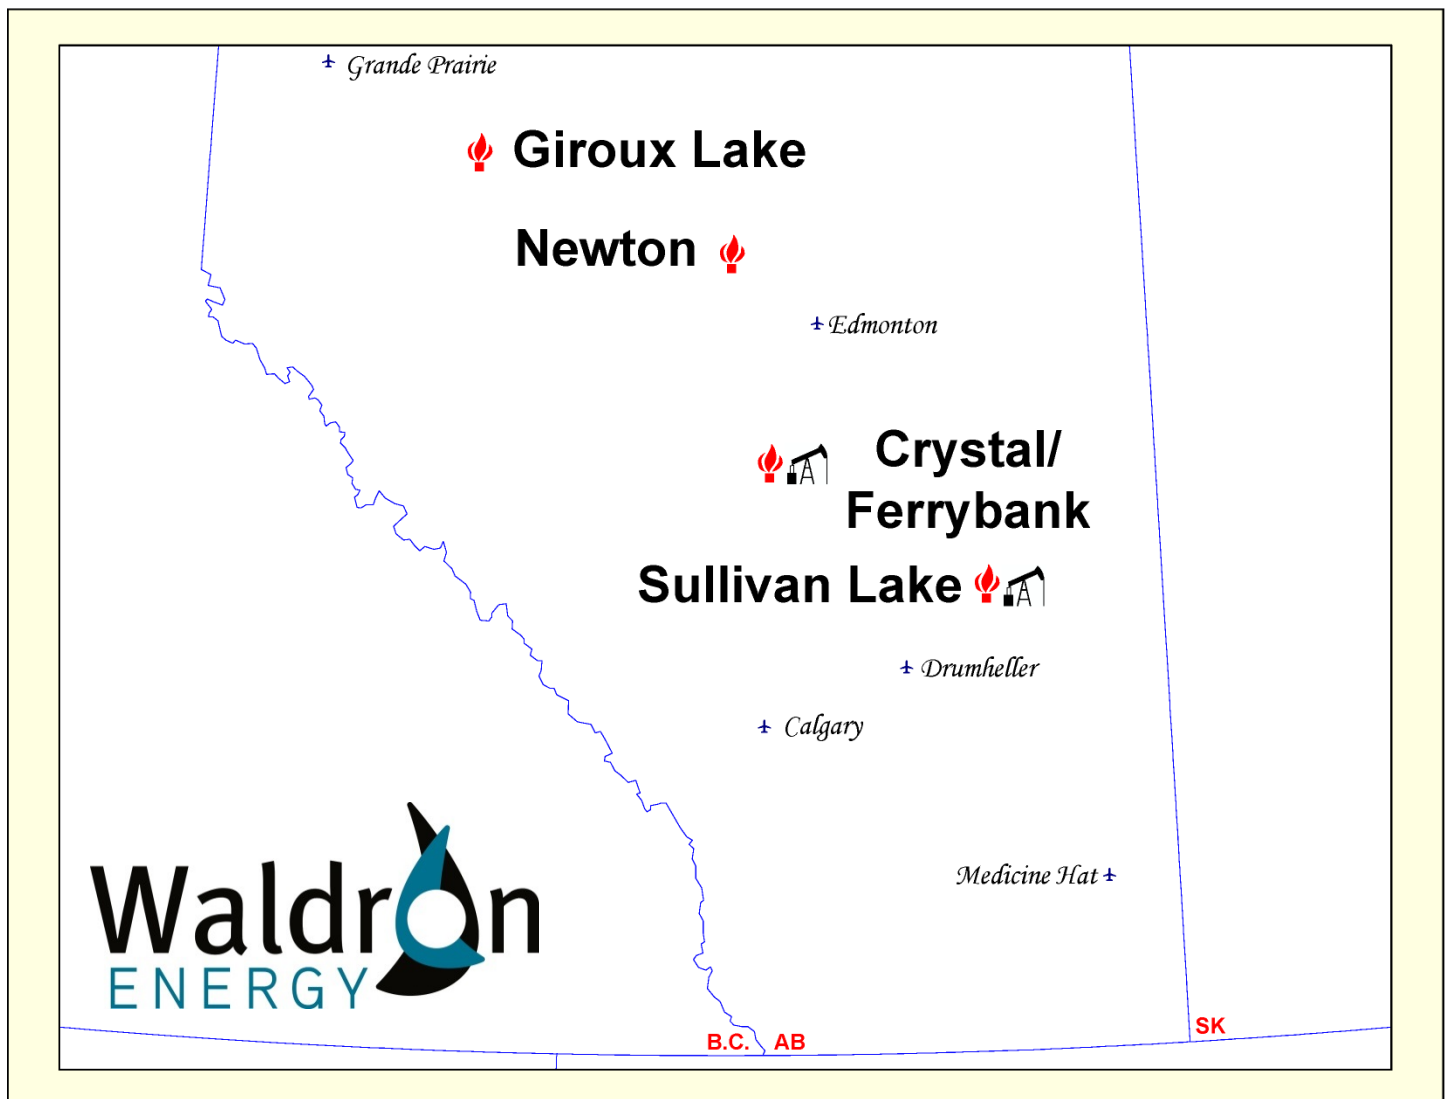 Grande Prairie
Giroux Lake
Newton
Edmonton
Crystal/
Ferrybank
Sullivan Lake
Drumheller
Calgary
Medicine Hat
Waldron
ENERGY
B.C.
AB
SK